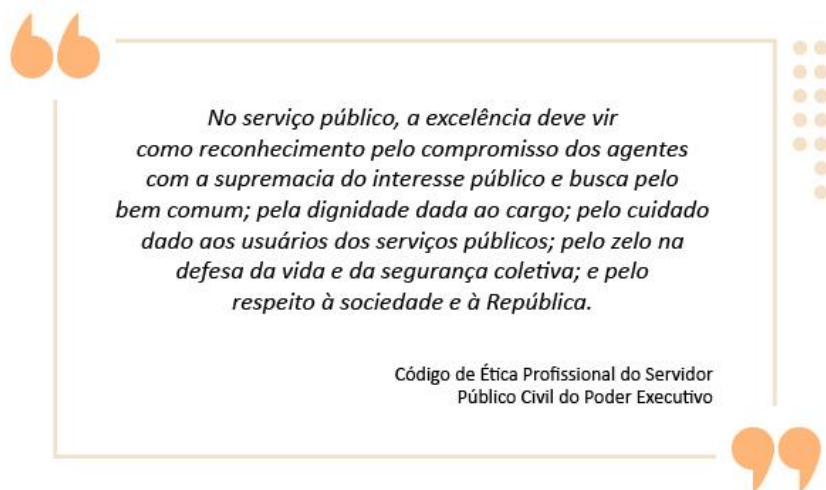 No serviço público, a excelência deve vir
como reconhecimento pelo compromisso dos agentes
com a supremacia do interesse público e busca pelo
bem comum; pela dignidade dada ao cargo; pelo cuidado
dado aos usuários dos serviços públicos; pelo zelo na
defesa da vida e da segurança coletiva; e pelo
respeito à sociedade e à República.
Código de Ética Profissional do Servidor
Público Civil do Poder Executivo